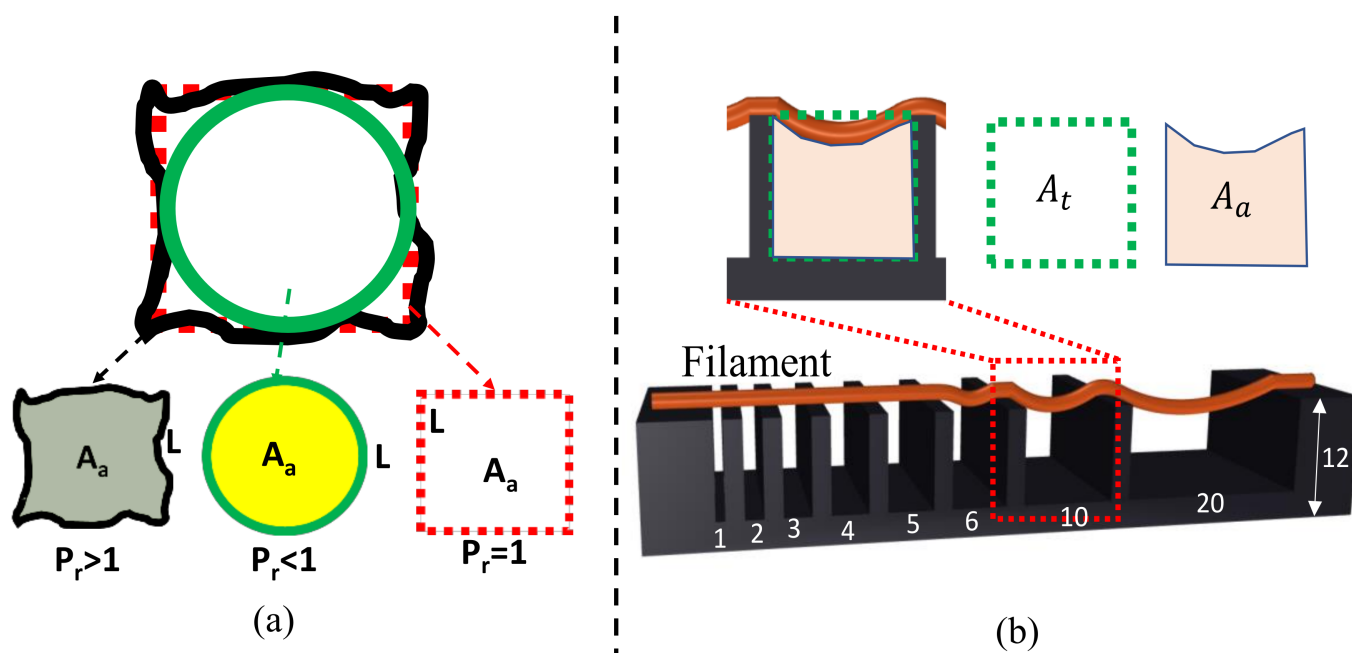 A_a
L
P_r>1
A_a
L
P_r<1
L
A_a
P_r=1
(a)
A_t
A_a
Filament
1 2 3 4 5 6 10 20
12
(b)